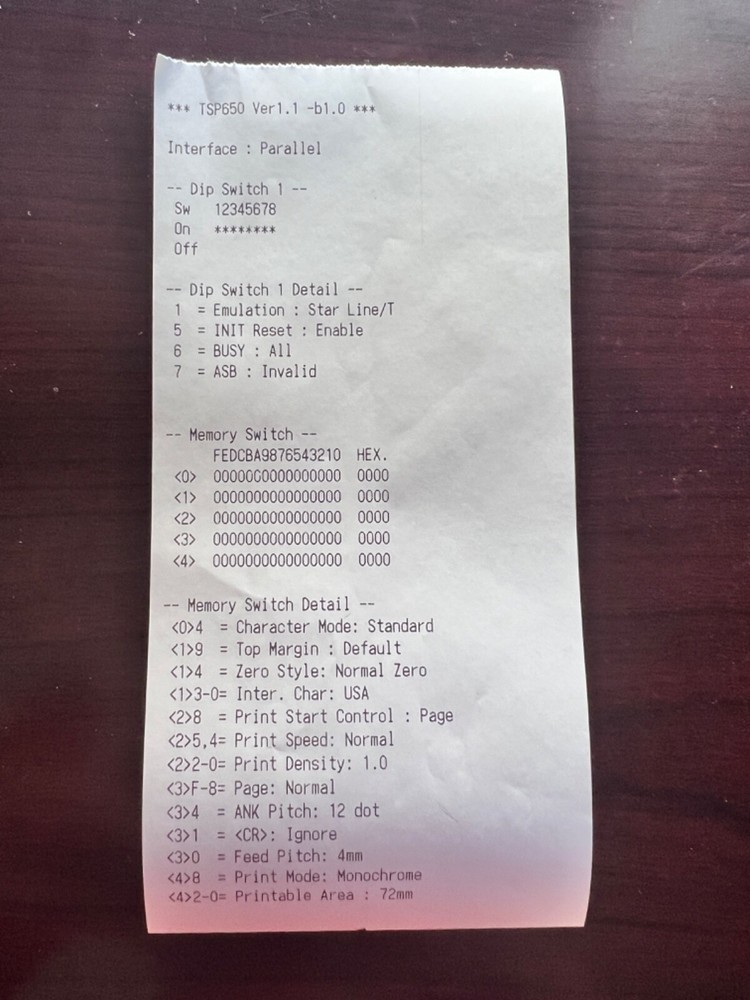 *** TSP650 Ver1.1 -b1.0 ***
Interface : Parallel
-- Dip Switch 1 --
Sw 12345678
On ********
Off
-- Dip Switch 1 Detail --
1 = Emulation : Star Line/T
5 = INIT Reset : Enable
6 = BUSY : All
7 = ASB : Invalid
-- Memory Switch --
FEDCBA9876543210 HEX.
<0> 0000000000000000 0000
<1> 0000000000000000 0000
<2> 0000000000000000 0000
<3> 0000000000000000 0000
<4> 0000000000000000 0000
-- Memory Switch Detail --
<0>4 = Character Mode: Standard
<1>9 = Top Margin : Default
<1>4 = Zero Style: Normal Zero
<1>3-0= Inter. Char: USA
<2>8 = Print Start Control : Page
<2>5,4= Print Speed: Normal
<2>2-0= Print Density: 1.0
<3>F-8= Page: Normal
<3>4 = ANK Pitch: 12 dot
<3>1 = <CR>: Ignore
<3>0 = Feed Pitch: 4mm
<4>8 = Print Mode: Monochrome
<4>2-0= Printable Area : 72mm